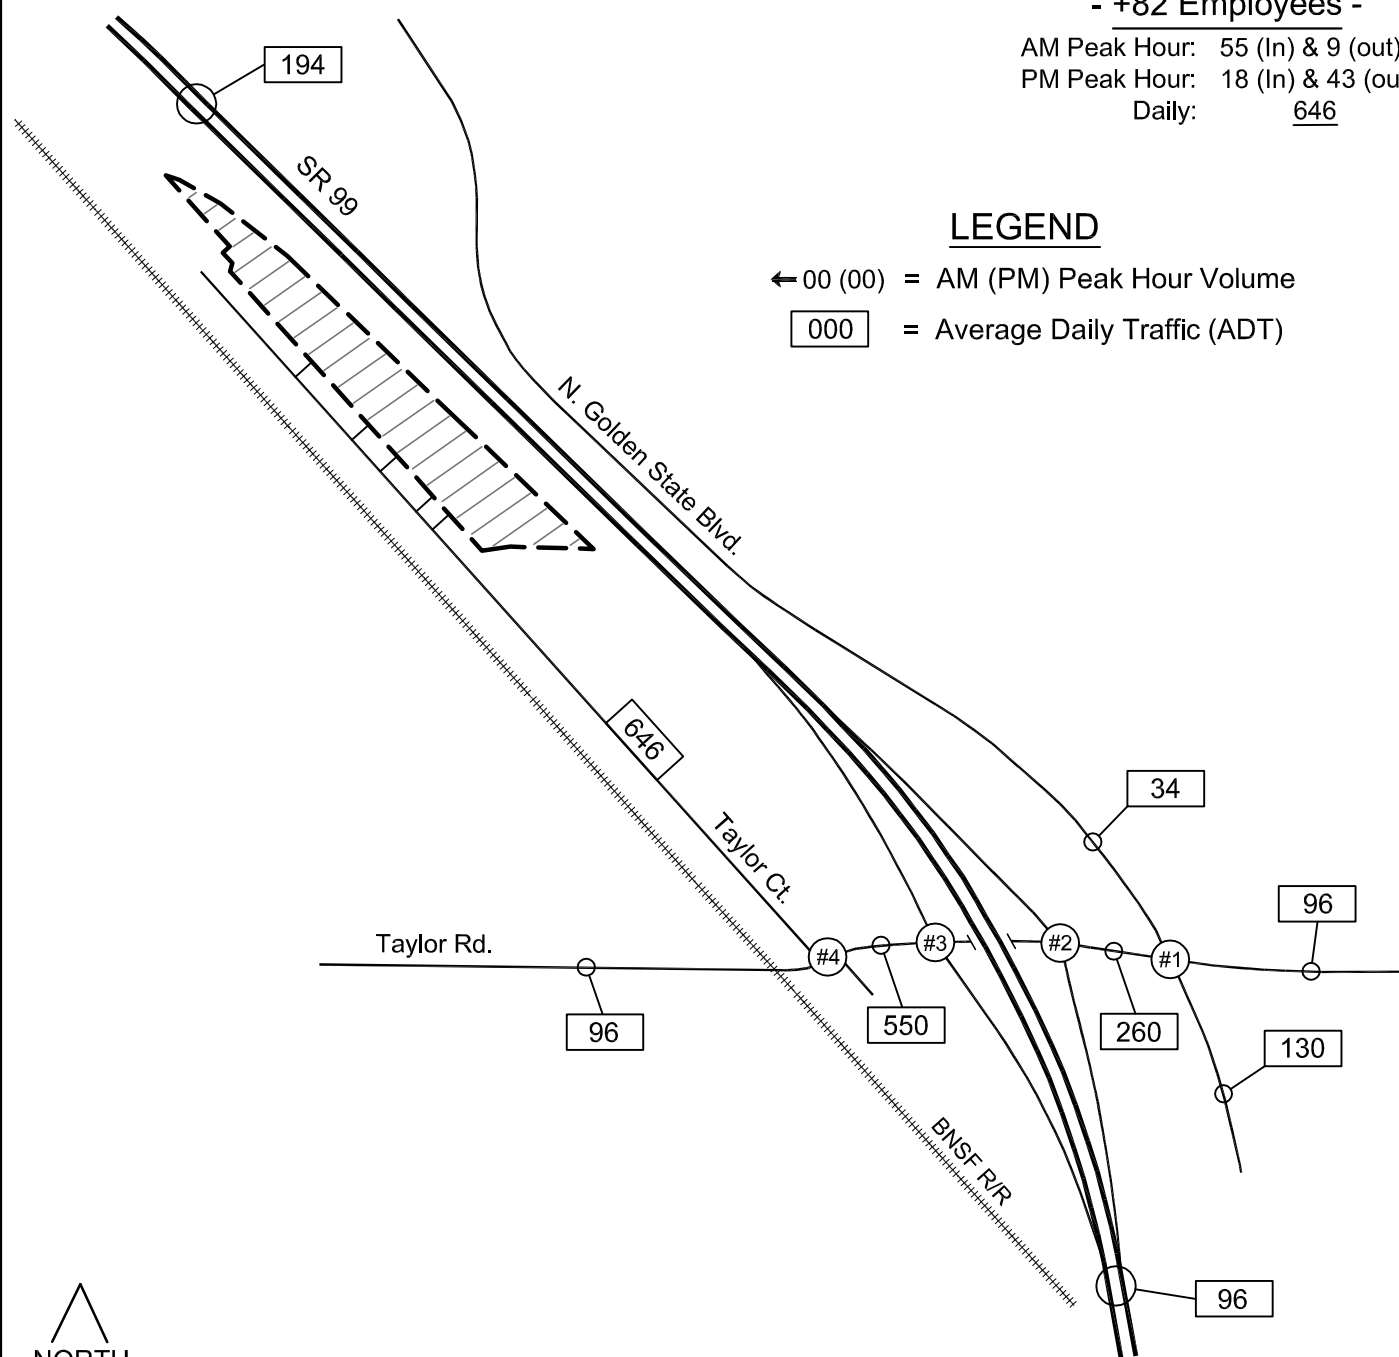 - +82 Employees -
AM Peak Hour: 55 (In) & 9 (out)
PM Peak Hour: 18 (In) & 43 (ou
Daily: 646
194
SR 99
LEGEND
00 (00) = AM (PM) Peak Hour Volume
000 = Average Daily Traffic (ADT)
N. Golden State Blvd.
646
Taylor Ct.
34
96
Taylor Rd.
#4
#3
#2
#1
96
550
260
130
BNSF R/R
96
NORTH